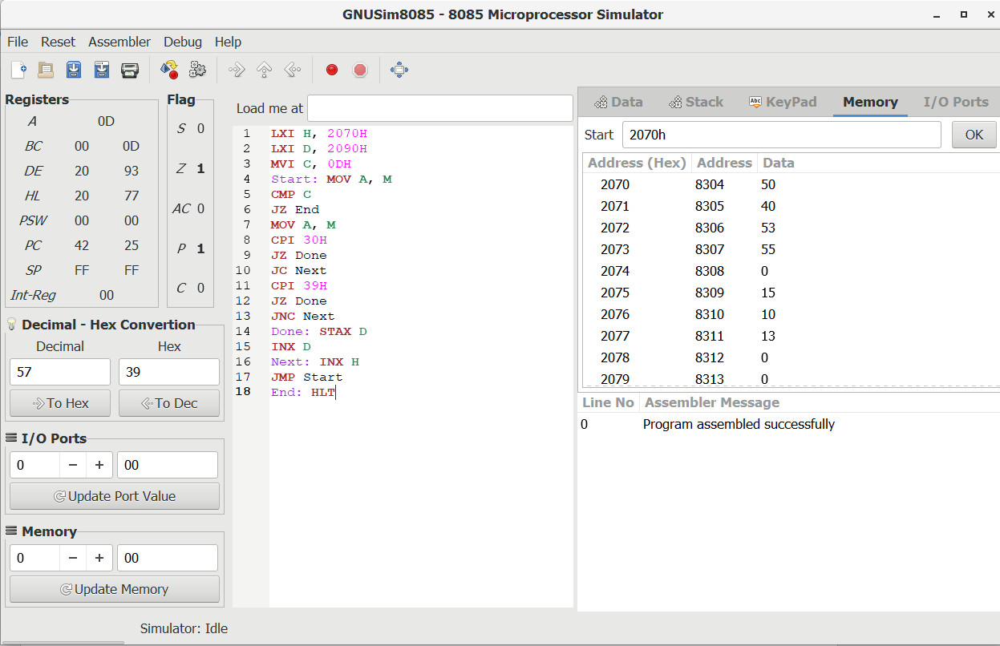 GNUSim8085 - 8085 Microprocessor Simulator
File Reset Assembler Debug Help
Registers
A 0D
BC 00 0D
DE 20 93
HL 20 77
PSW 00 00
PC 42 25
SP FF FF
Int-Reg 00
Flag
S 0
Z 1
AC 0
P 1
C 0
Decimal - Hex Convertion
Decimal Hex
57 39
To Hex To Dec
I/O Ports
0 − + 00
Update Port Value
Memory
0 − + 00
Update Memory
Load me at
1 LXI H, 2070H
2 LXI D, 2090H
3 MVI C, 0DH
4 Start: MOV A, M
5 CMP C
6 JZ End
7 MOV A, M
8 CPI 30H
9 JZ Done
10 JC Next
11 CPI 39H
12 JZ Done
13 JNC Next
14 Done: STAX D
15 INX D
16 Next: INX H
17 JMP Start
18 End: HLT
Data Stack Abc KeyPad Memory I/O Ports
Start 2070h OK
Address (Hex) Address Data
2070 8304 50
2071 8305 40
2072 8306 53
2073 8307 55
2074 8308 0
2075 8309 15
2076 8310 10
2077 8311 13
2078 8312 0
2079 8313 0
Line No Assembler Message
0 Program assembled successfully
Simulator: Idle